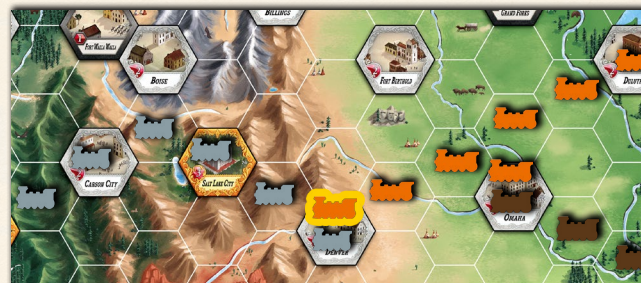 BILLINGS
GRAND FORKS
FORT WALLA WALLA
BOISE
FORT BERTHOLD
DULUTH
CARSON CITY
SALT LAKE CITY
OMAHA
DENVER